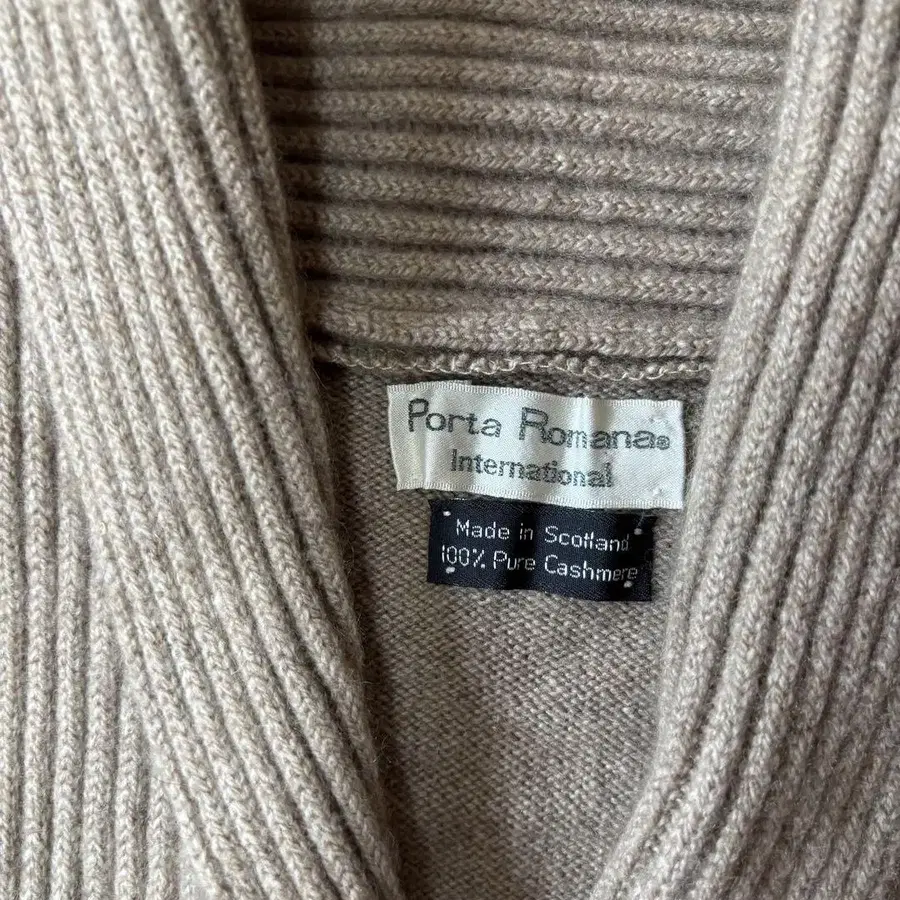 Porta Romana®
International
Made in Scotland
100% Pure Cashmere